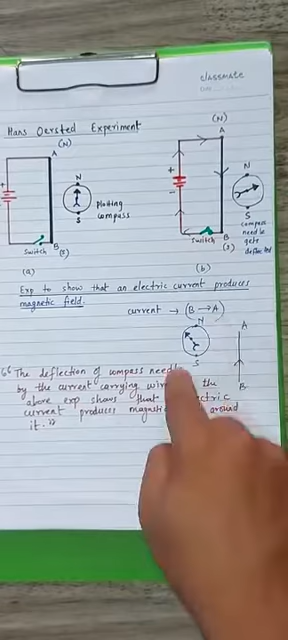 classmate
Hans Oersted Experiment
(N)
A
+
-
N
S
plotting
compass
Switch
B
(S)
(a)
(N)
A
+
-
N
S
compass
needle
gets
deflected
Switch
B
(S)
(b)
Exp to show that an electric current produces
magnetic field.
current → (B → A)
N
S
A
B
"The deflection of compass
by the current carrying the
above exp shows that
current produces around
it."